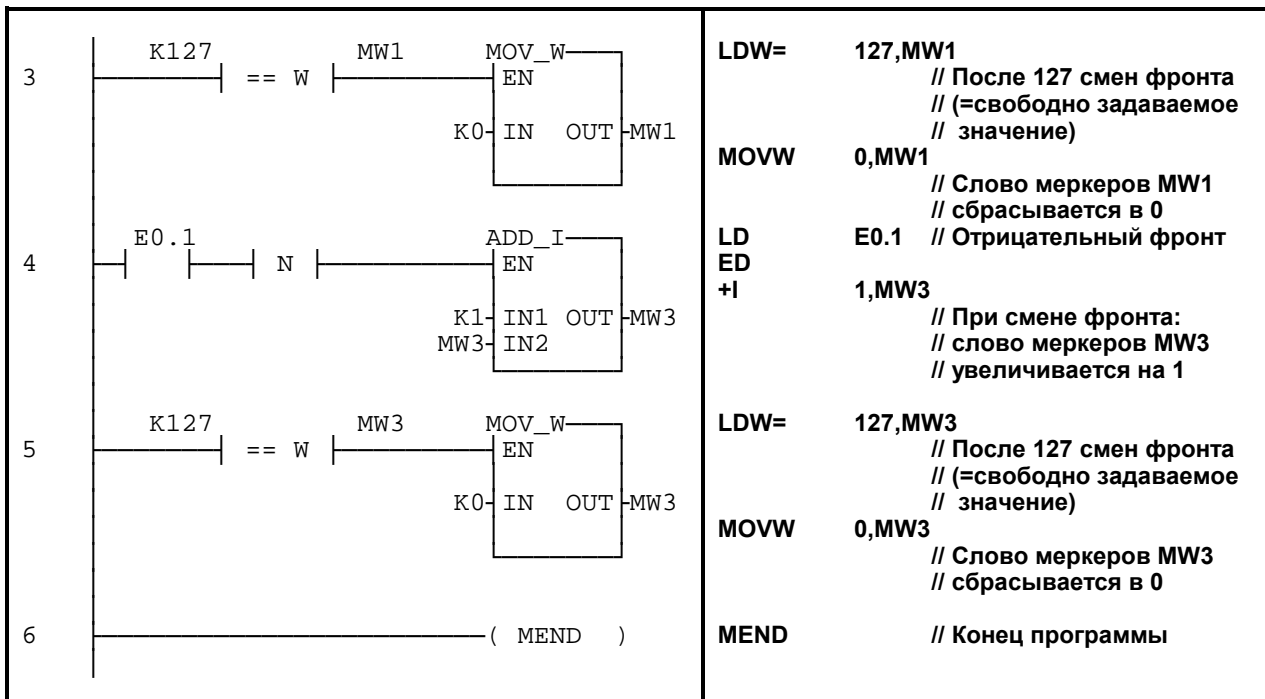 K127 MW1 MOV_W
3 == W EN
K0 IN OUT MW1
E0.1 ADD_I
4 N EN
K1 IN1 OUT MW3
MW3 IN2
K127 MW3 MOV_W
5 == W EN
K0 IN OUT MW3
6 ( MEND )
LDW= 127,MW1
// После 127 смен фронта
// (=свободно задаваемое
// значение)
MOVW 0,MW1
// Слово меркеров MW1
// сбрасывается в 0
LD E0.1 // Отрицательный фронт
ED
+I 1,MW3
// При смене фронта:
// слово меркеров MW3
// увеличивается на 1
LDW= 127,MW3
// После 127 смен фронта
// (=свободно задаваемое
// значение)
MOVW 0,MW3
// Слово меркеров MW3
// сбрасывается в 0
MEND // Конец программы